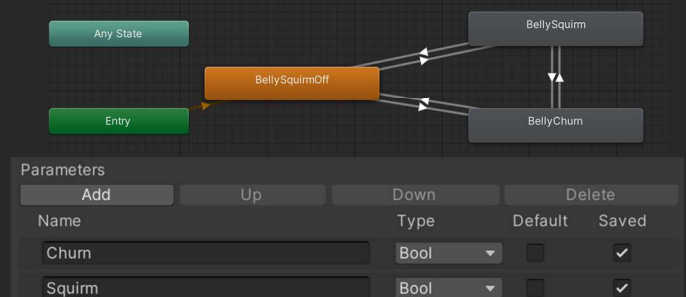 BellySquirm
Any State
BellySquirmOff
Entry
BellyChurn
Parameters
Add Up Down Delete
Name Type Default Saved
Churn Bool
Squirm Bool